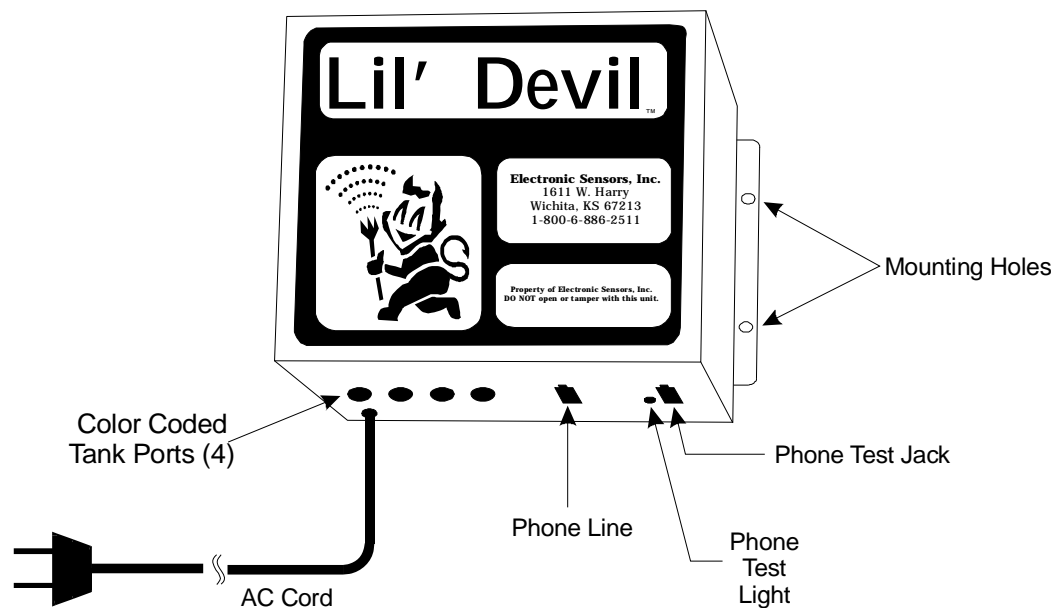 Lil' Devil™
Electronic Sensors, Inc.
1611 W. Harry
Wichita, KS 67213
1-800-6-886-2511
Property of Electronic Sensors, Inc.
DO NOT open or tamper with this unit.
Mounting Holes
Color Coded
Tank Ports (4)
Phone Test Jack
Phone Line
Phone
Test
Light
AC Cord